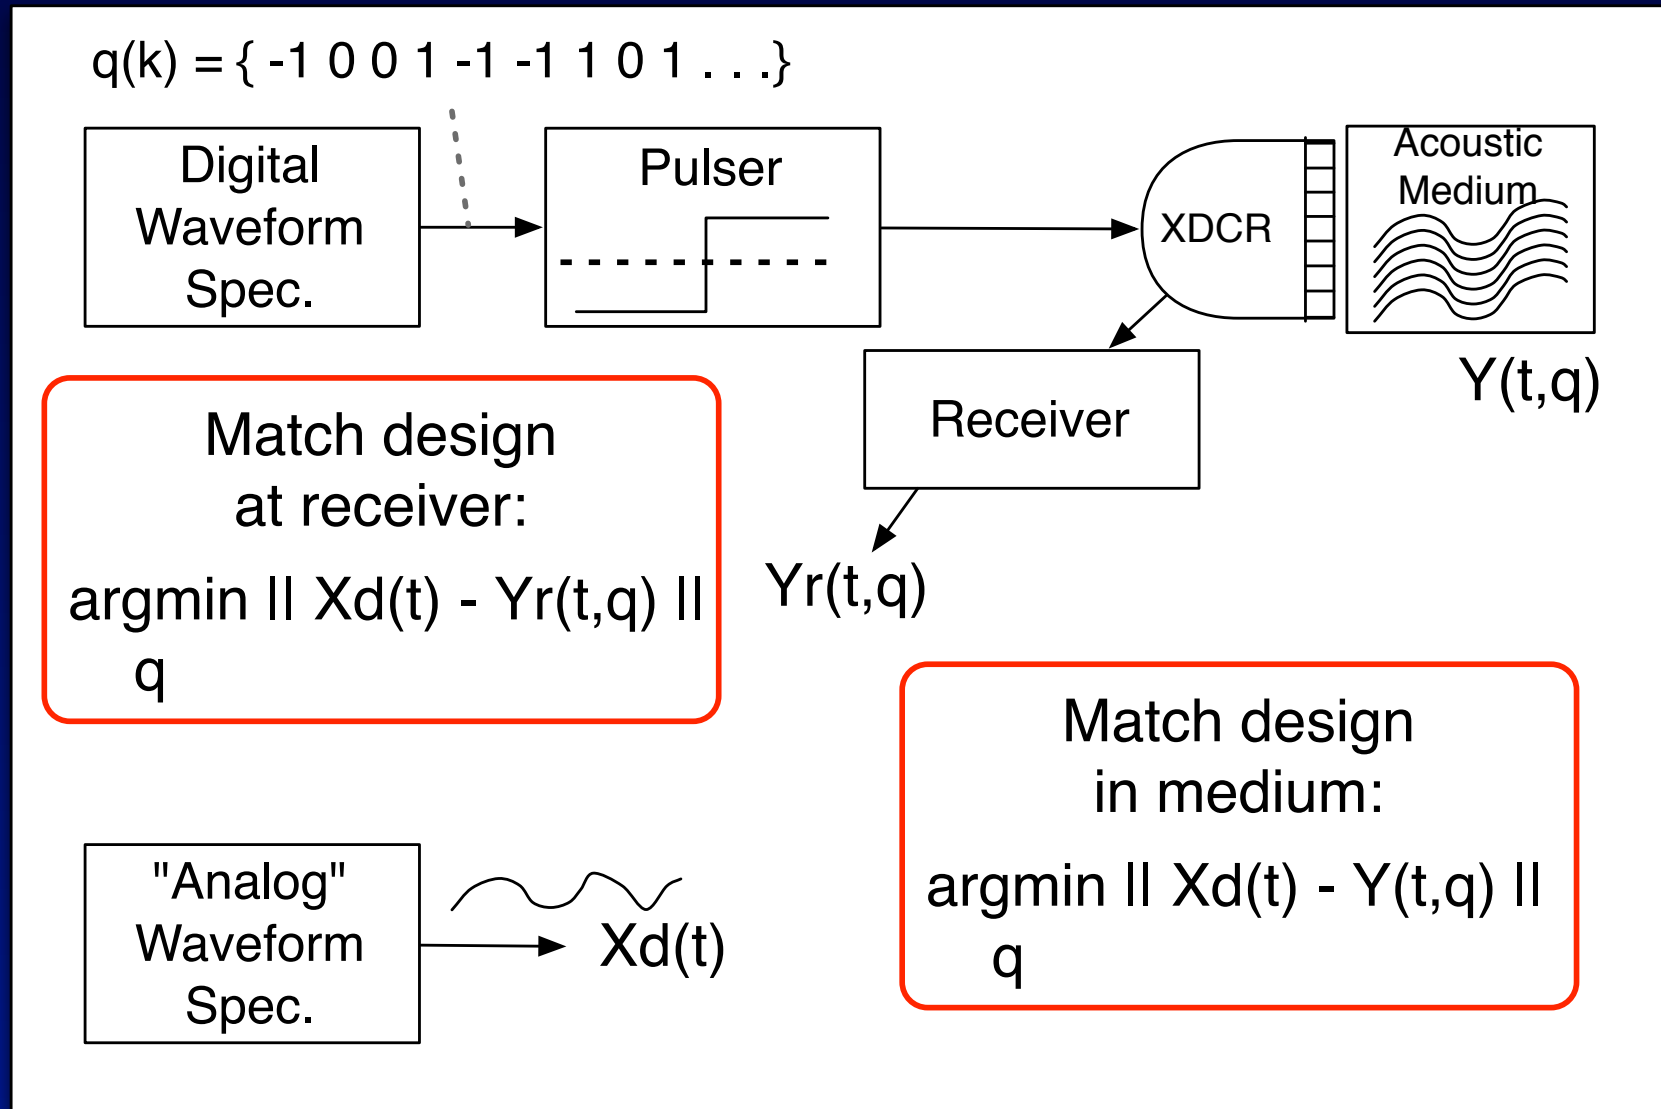 q(k) = { -1 0 0 1 -1 -1 1 0 1 . . .}
Digital
Waveform
Spec.
Pulser
XDCR
Acoustic
Medium
Y(t,q)
Receiver
Yr(t,q)
Match design
at receiver:
argmin || Xd(t) - Yr(t,q) ||
q
Match design
in medium:
argmin || Xd(t) - Y(t,q) ||
q
"Analog"
Waveform
Spec.
Xd(t)